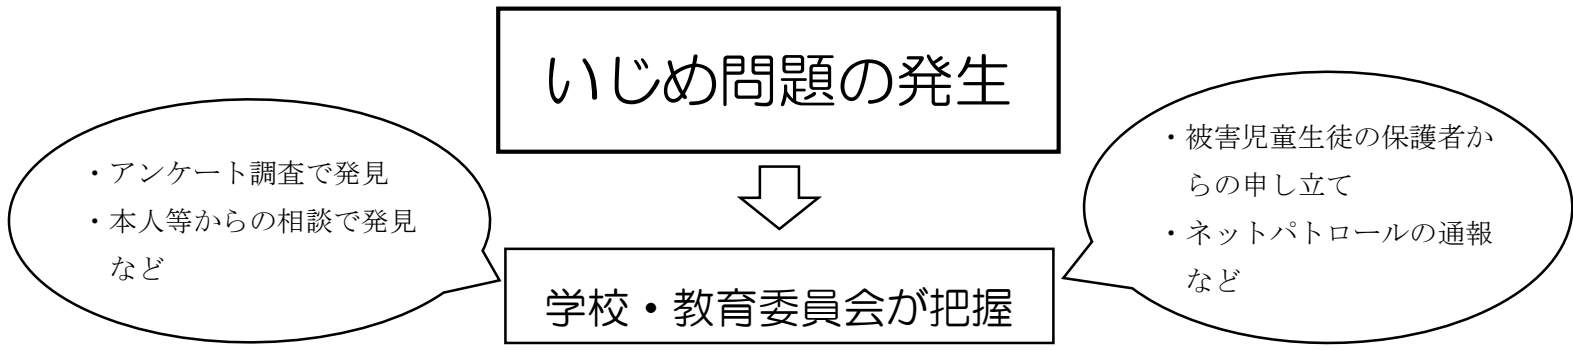 いじめ問題の発生
・アンケート調査で発見
・本人等からの相談で発見
など
・被害児童生徒の保護者か
らの申し立て
・ネットパトロールの通報
など
学校・教育委員会が把握